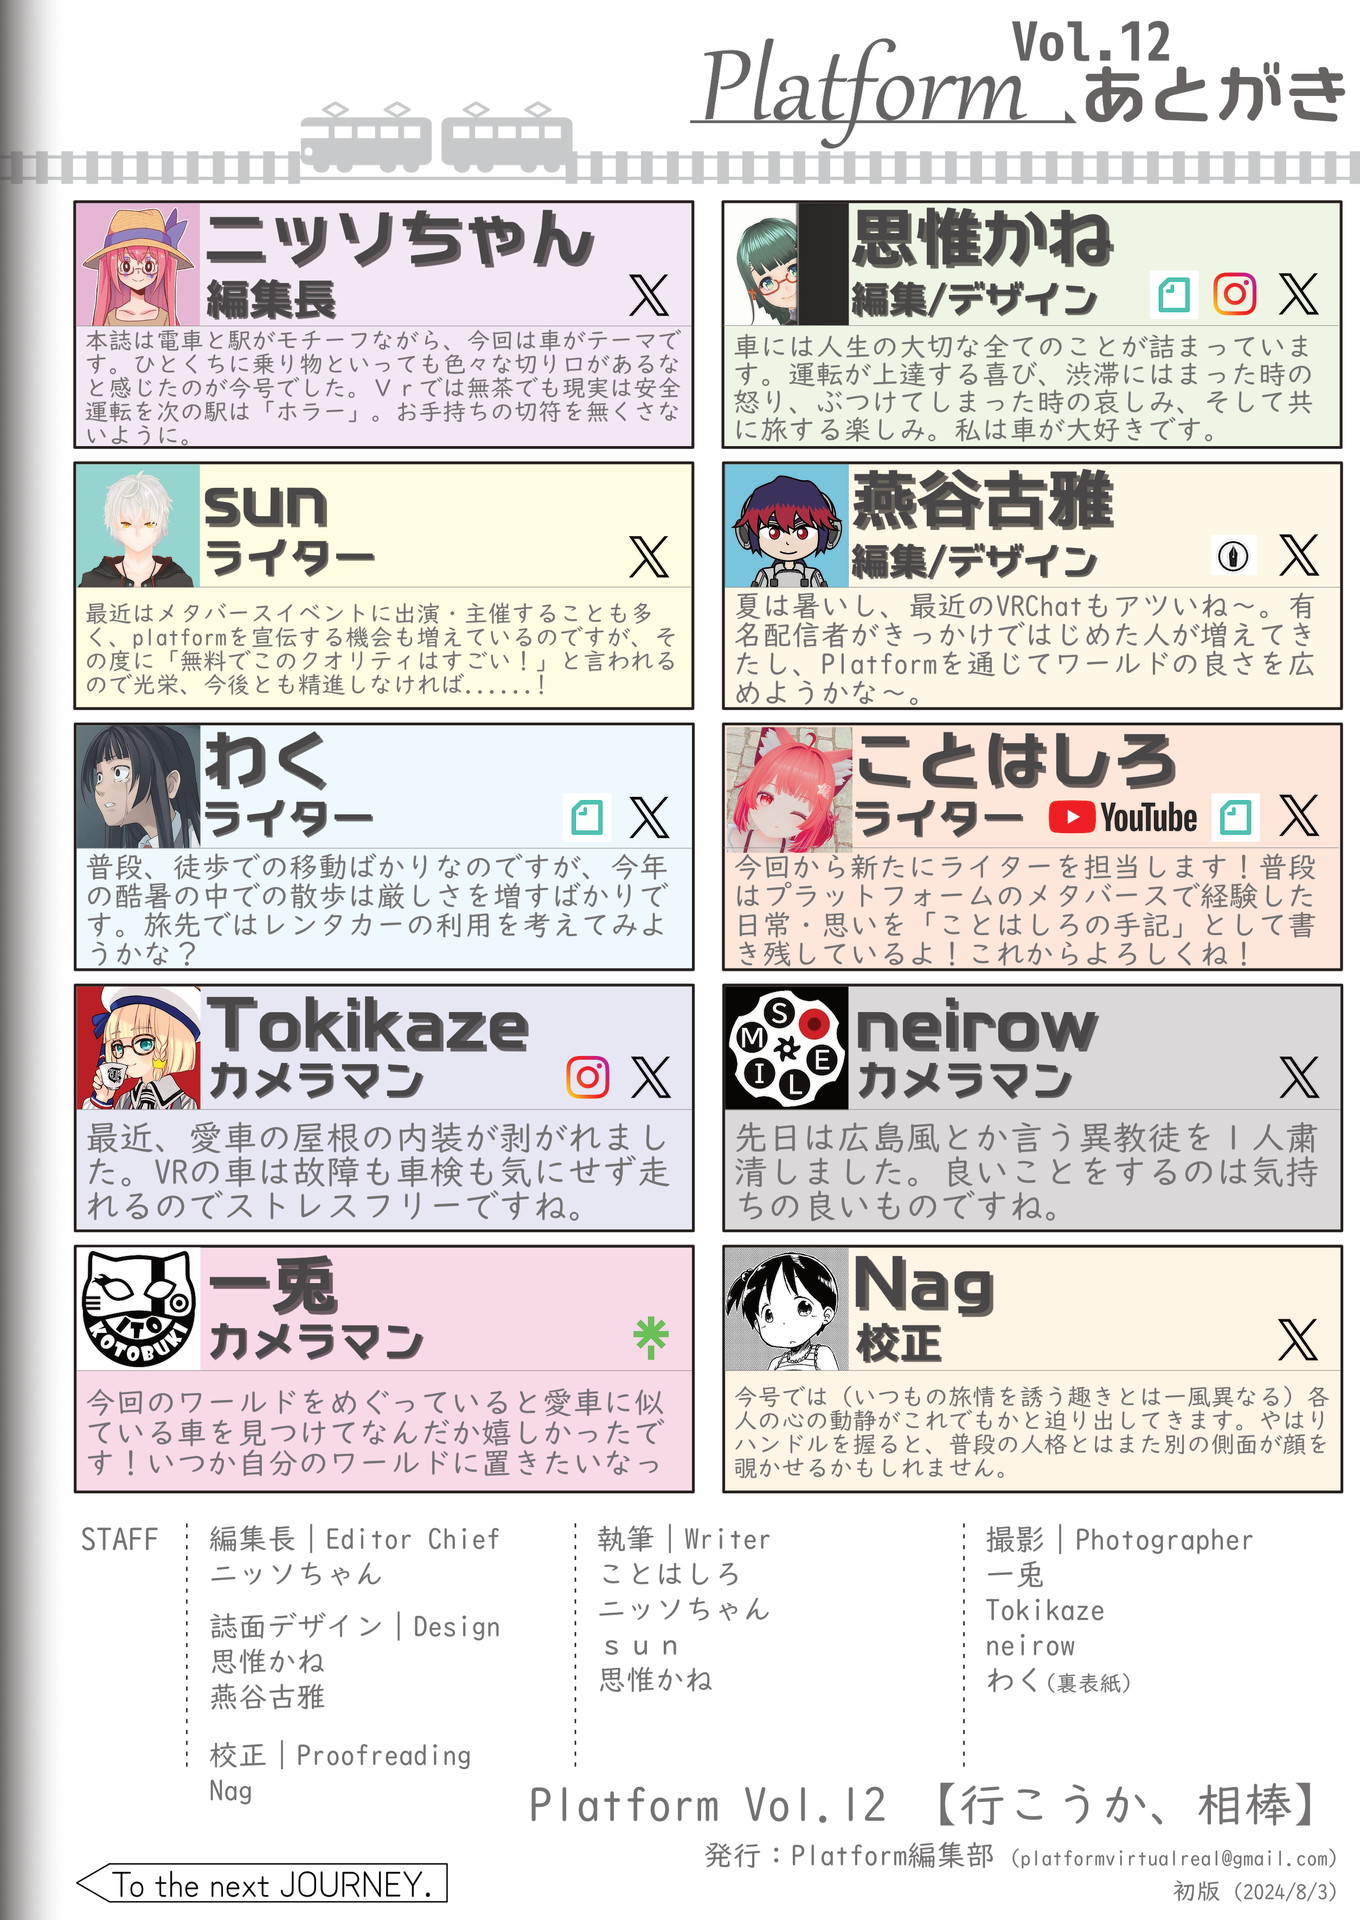 Vol.12
Platform あとがき
ニッソちゃん
編集長
本誌は電車と駅がモチーフながら、今回は車がテーマで
す。ひとくちに乗り物といっても色々な切り口があるな
と感じたのが今号でした。Ｖｒでは無茶でも現実は安全
運転を次の駅は「ホラー」。お手持ちの切符を無くさな
いように。
思惟かね
編集/デザイン
車には人生の大切な全てのことが詰まっていま
す。運転が上達する喜び、渋滞にはまった時の
怒り、ぶつけてしまった時の哀しみ、そして共
に旅する楽しみ。私は車が大好きです。
sun
ライター
最近はメタバースイベントに出演・主催することも多
く、platformを宣伝する機会も増えているのですが、そ
の度に「無料でこのクオリティはすごい！」と言われる
ので光栄、今後とも精進しなければ......！
燕谷古雅
編集/デザイン
夏は暑いし、最近のVRChatもアツいね～。有
名配信者がきっかけではじめた人が増えてき
たし、Platformを通じてワールドの良さを広
めようかな～。
わく
ライター
普段、徒歩での移動ばかりなのですが、今年
の酷暑の中での散歩は厳しさを増すばかりで
す。旅先ではレンタカーの利用を考えてみよ
うかな？
ことはしろ
ライター YouTube
今回から新たにライターを担当します！普段
はプラットフォームのメタバースで経験した
日常・思いを「ことはしろの手記」として書
き残しているよ！これからよろしくね！
Tokikaze
カメラマン
最近、愛車の屋根の内装が剥がれまし
た。VRの車は故障も車検も気にせず走
れるのでストレスフリーですね。
SMILE
neirow
カメラマン
先日は広島風とか言う異教徒を1人粛
清しました。良いことをするのは気持
ちの良いものですね。
ITO
KOTOBUKI
一兎
カメラマン
今回のワールドをめぐっていると愛車に似
ている車を見つけてなんだか嬉しかったで
す！いつか自分のワールドに置きたいなっ
Nag
校正
今号では（いつもの旅情を誘う趣きとは一風異なる）各
人の心の動静がこれでもかと迫り出してきます。やはり
ハンドルを握ると、普段の人格とはまた別の側面が顔を
覗かせるかもしれません。
STAFF
編集長｜Editor Chief
ニッソちゃん
誌面デザイン｜Design
思惟かね
燕谷古雅
校正｜Proofreading
Nag
執筆｜Writer
ことはしろ
ニッソちゃん
ｓｕｎ
思惟かね
撮影｜Photographer
一兎
Tokikaze
neirow
わく(裏表紙)
Platform Vol.12 【行こうか、相棒】
発行：Platform編集部 (platformvirtualreal@gmail.com)
初版 (2024/8/3)
To the next JOURNEY.